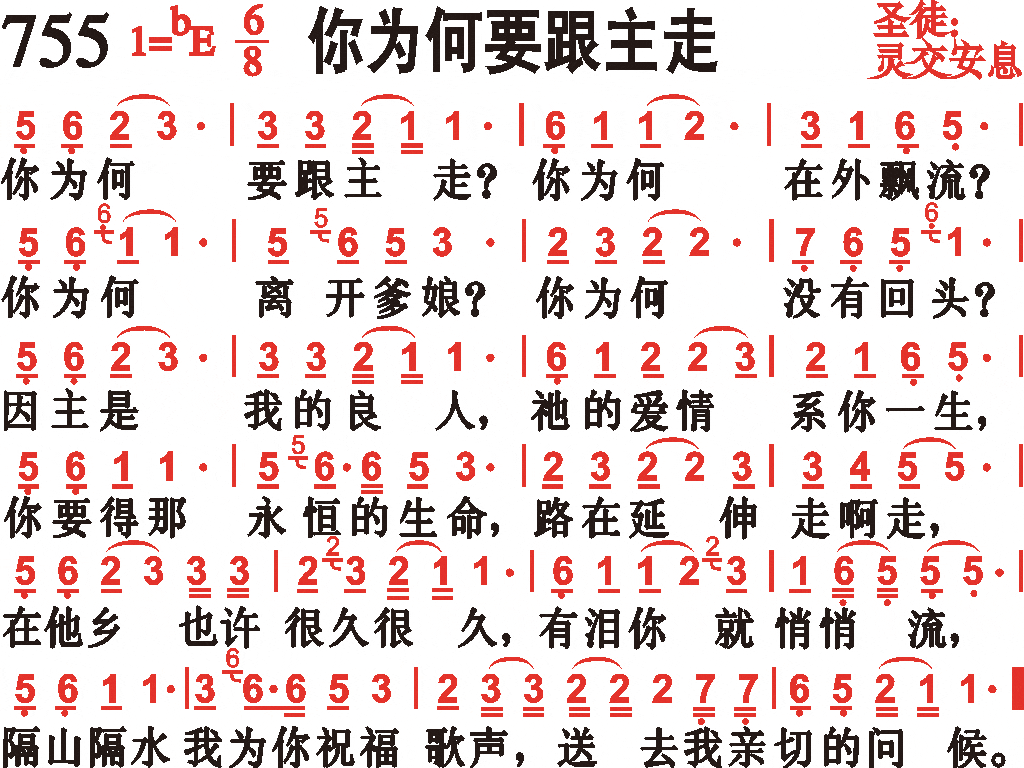 755 1=ᵇE 6/8 你为何要跟主走 圣徒：
灵交安息
5 6 2 3 · | 3 3 2 1 1 · | 6 1 1 2 · | 3 1 6 5 · |
你为何 要跟主 走？你为何 在外飘流？
5 6 6 1 1 · | 5 5 6 5 3 · | 2 3 2 2 · | 7 6 5 6 1 · |
你为何 离 开爹娘？ 你为何 没有回头？
5 6 2 3 · | 3 3 2 1 1 · | 6 1 2 2 3 | 2 1 6 5 · |
因主是 我的良 人，祂的爱情 系你一生，
5 6 1 1 · | 5 5 6·6 5 3 · | 2 3 2 2 3 | 3 4 5 5 · |
你要得那 永恒的生命，路在延 伸 走啊走，
5 6 2 3 3 3 | 2 2 3 2 1 1 · | 6 1 1 2 2 3 | 1 6 5 5 5 · |
在他乡 也许 很久很 久，有泪你 就 悄悄 流，
5 6 1 1 · | 3 6 6·6 5 3 | 2 3 3 2 2 2 7 7 | 6 5 2 1 1 ·
隔山隔水 我为你祝福 歌声，送 去我亲切的问 候。